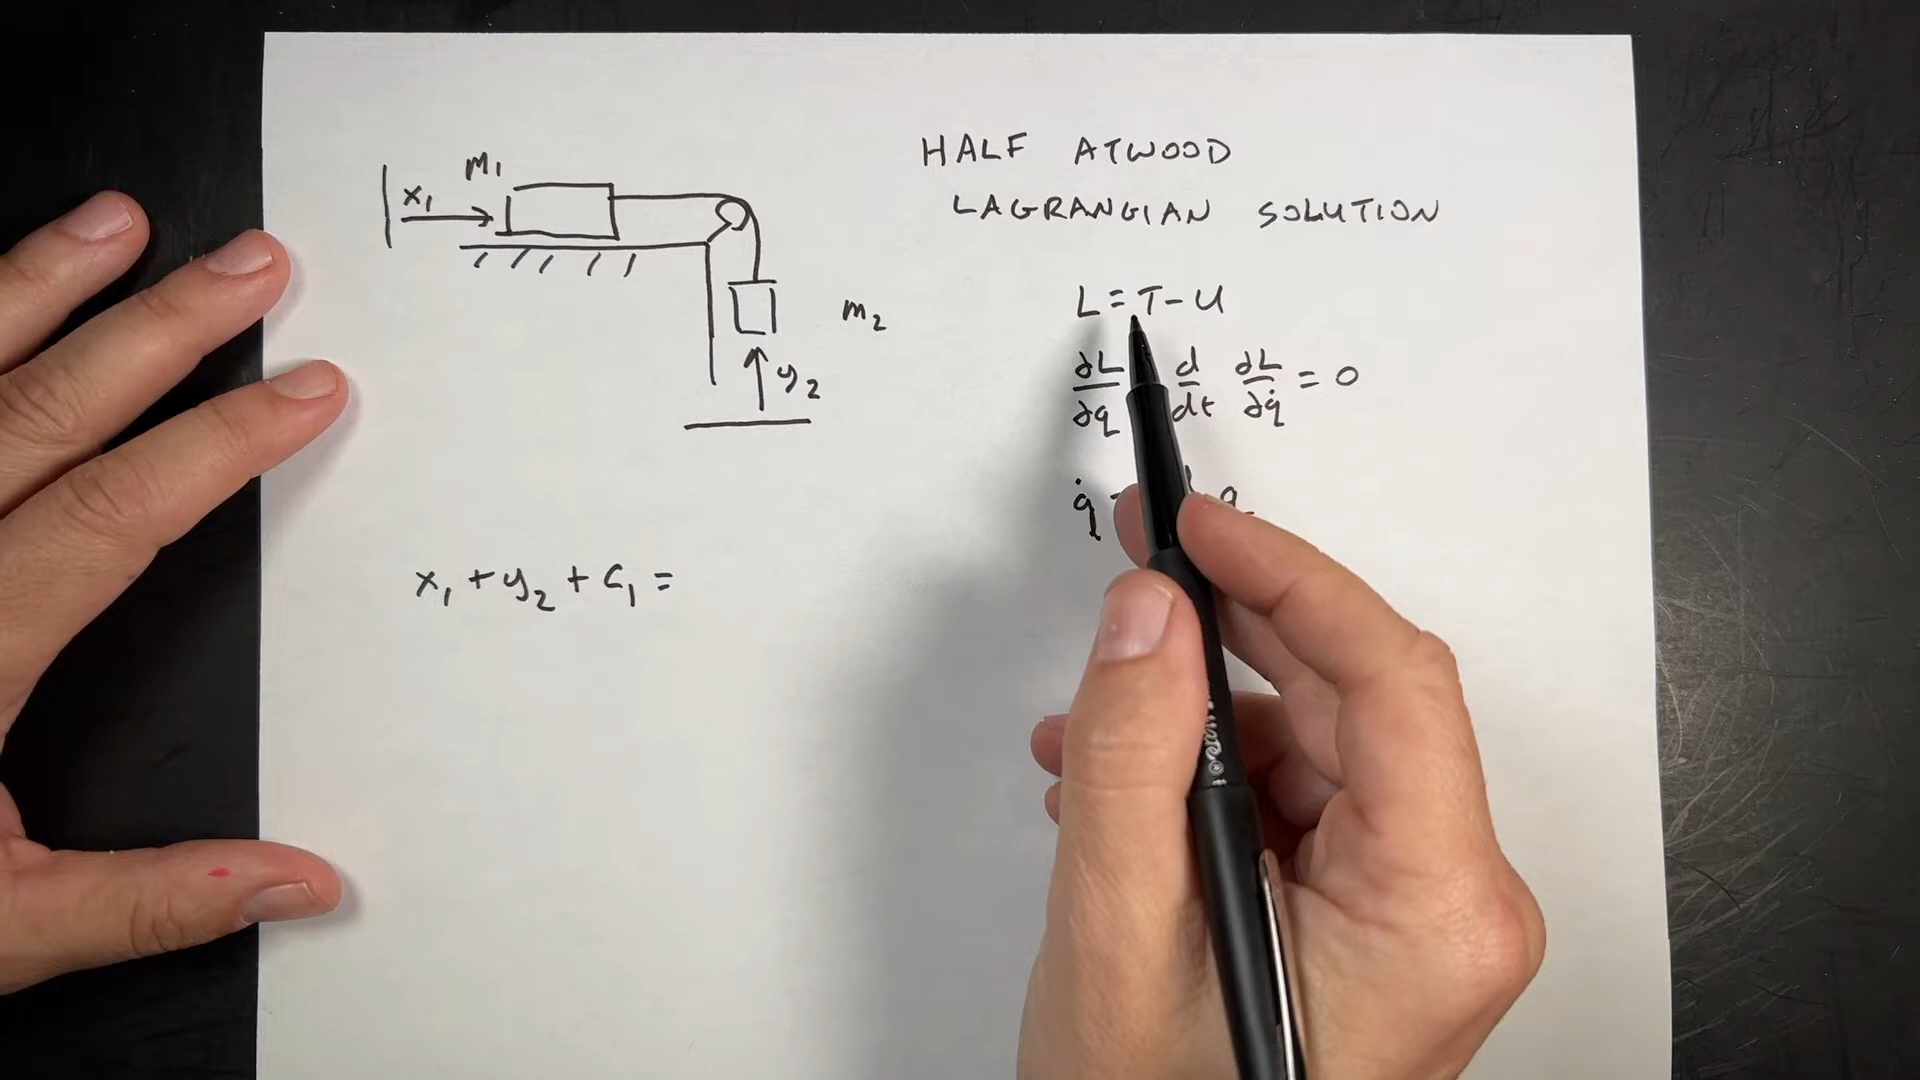 HALF ATWOOD
LAGRANGIAN SOLUTION
m₁
x₁
m₂
y₂
L = T - U
∂L/∂q d/dt ∂L/∂q̇ = 0
q̇ q
x₁ + y₂ + C₁ =